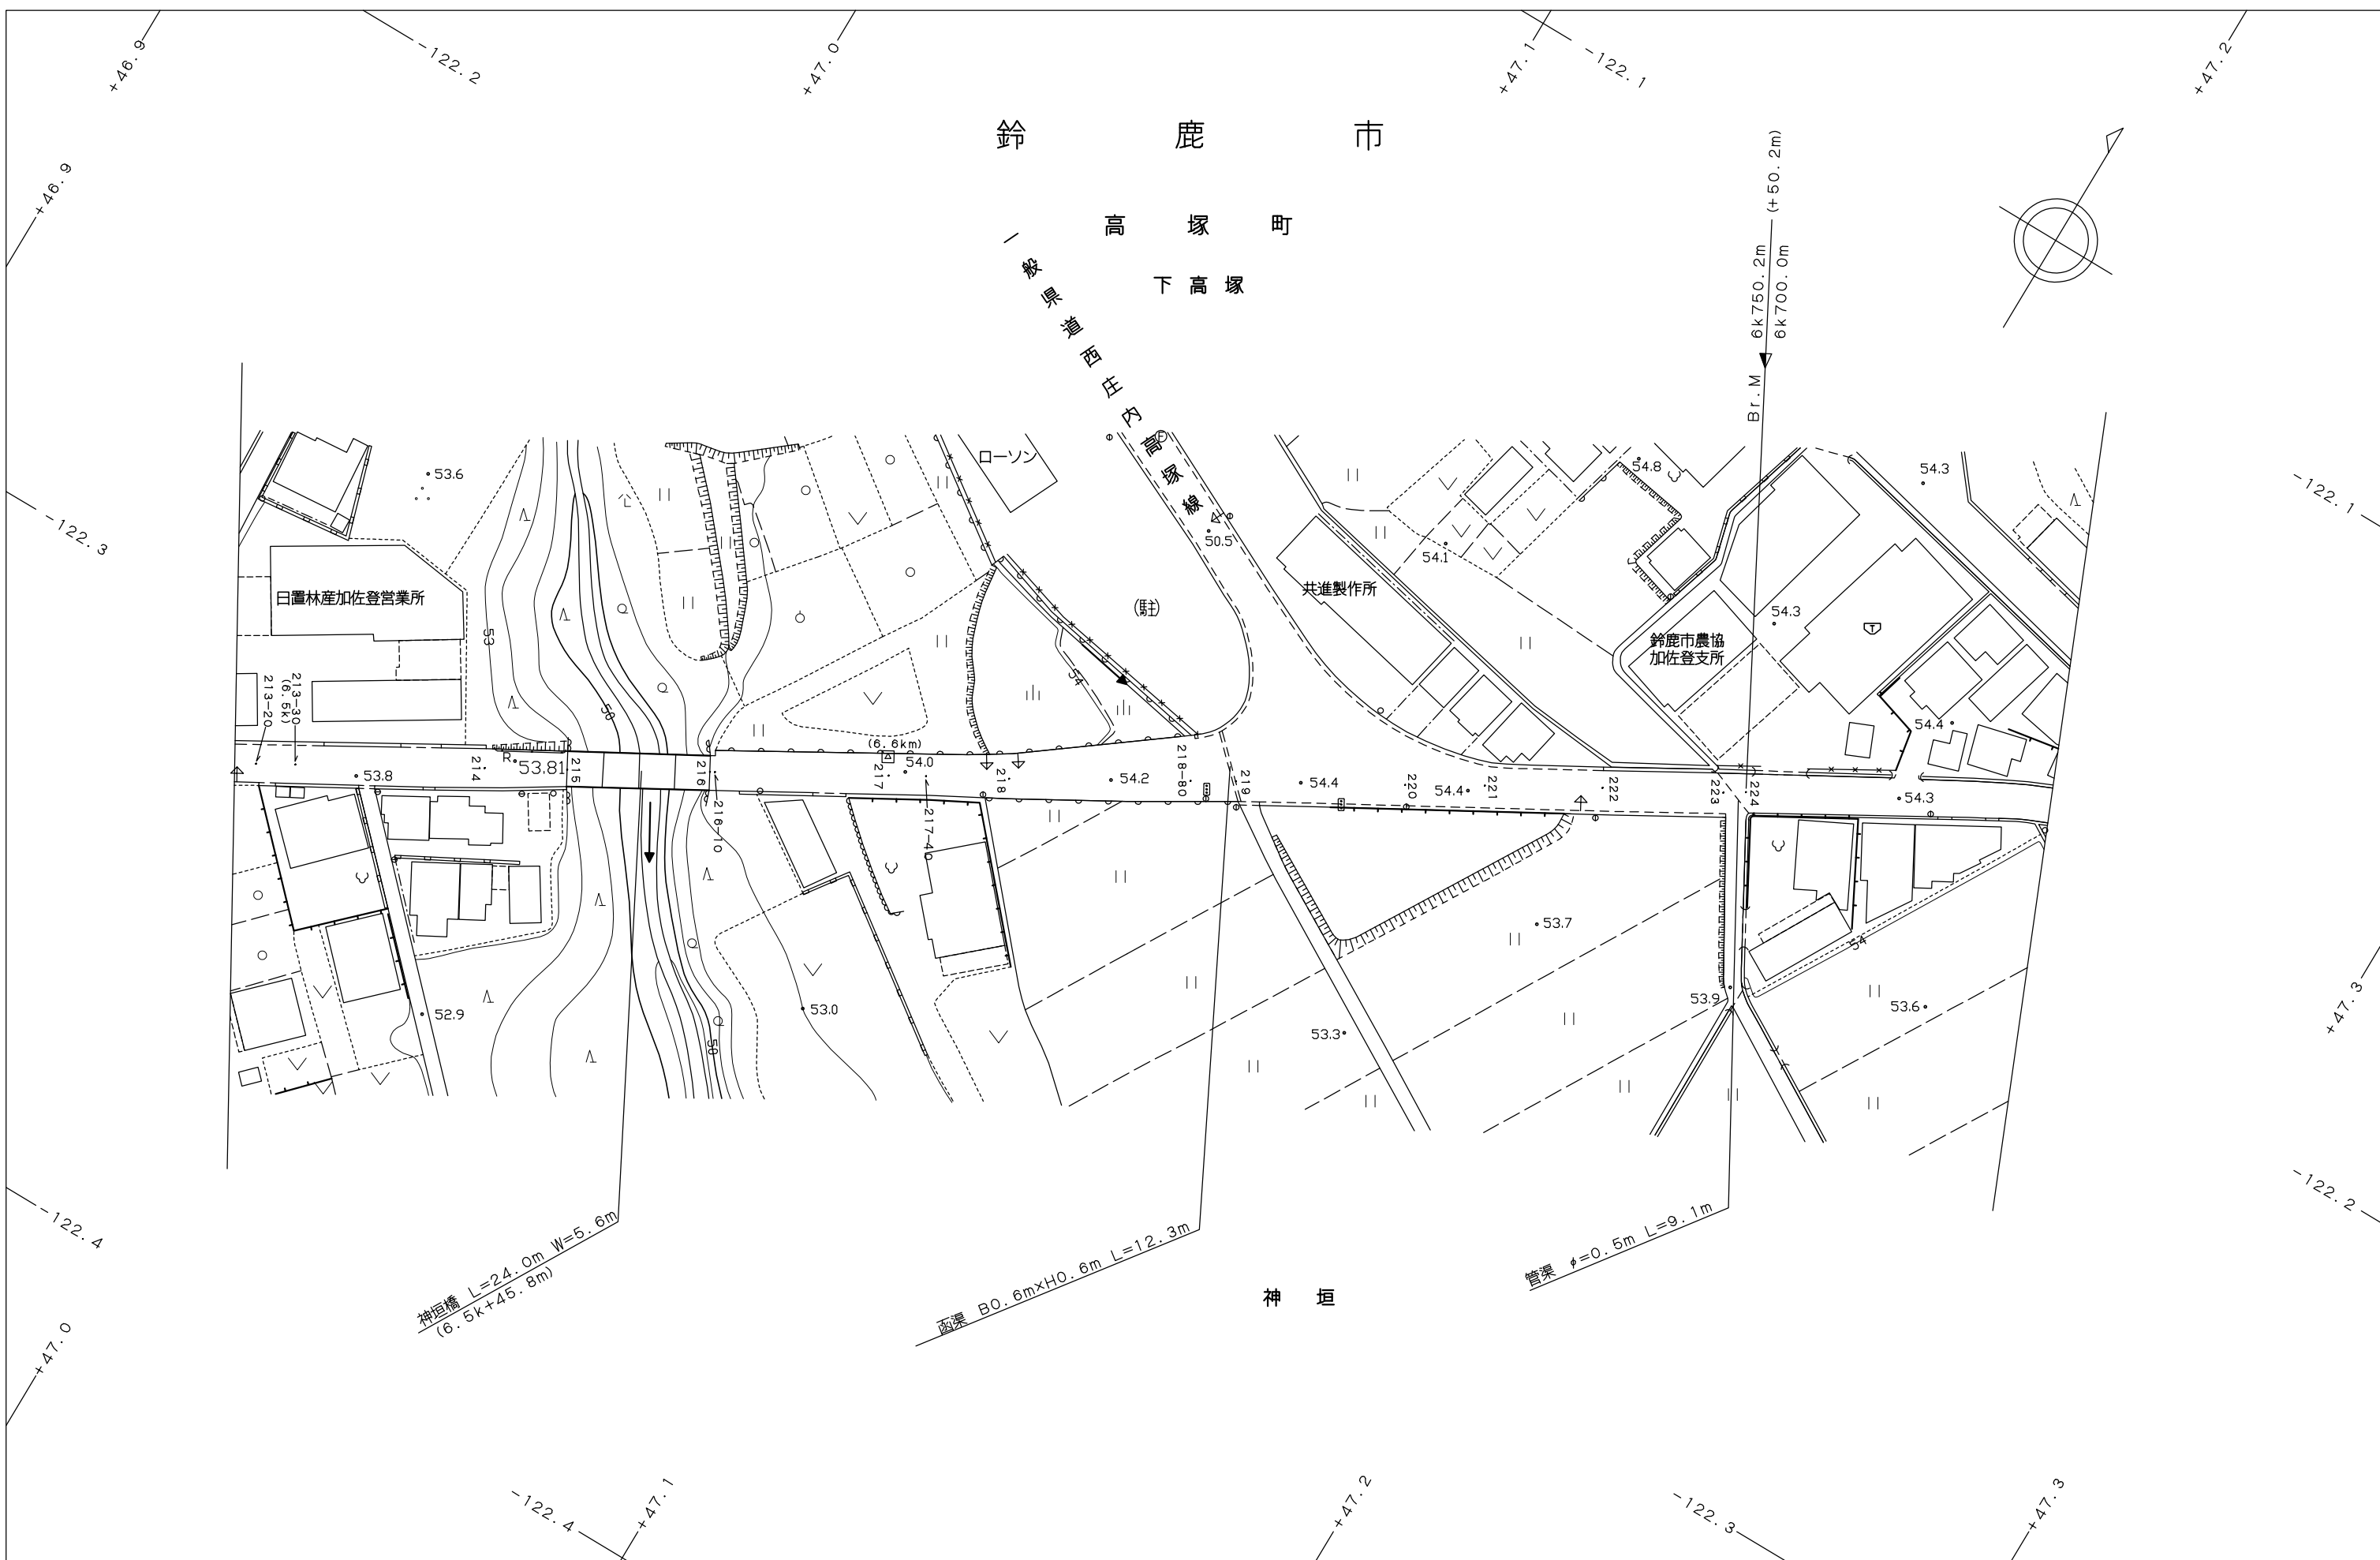 +46.9
-122.2
+47.0
+47.1
-122.1
+47.2
鈴鹿市
+46.9
高塚町
下高塚
一般県道西庄内高塚線
(+50.2m)
6k750.2m
6k700.0m
Br.M
ローソン
53.6
54.8
54.3
-122.3
-122.1
50.5
54.1
日置林産加佐登営業所
共進製作所
(駐)
54.3
鈴鹿市農協
加佐登支所
53
54
50
213-20
213-30
(6.5k)
54.4
(6.6km)
R
53.81
53.8
214
215
216
216-10
217
54.0
217-40
218
54.2
218-80
219
54.4
220
54.4
221
222
223
224
54.3
53.7
54
52.9
53.0
50
53.3
53.9
53.6
+47.3
-122.4
-122.2
神垣橋 L=24.0m W=5.6m
(6.5k+45.8m)
函渠 B0.6m×H0.6m L=12.3m
管渠 φ=0.5m L=9.1m
神垣
+47.0
-122.4
+47.1
+47.2
-122.3
+47.3